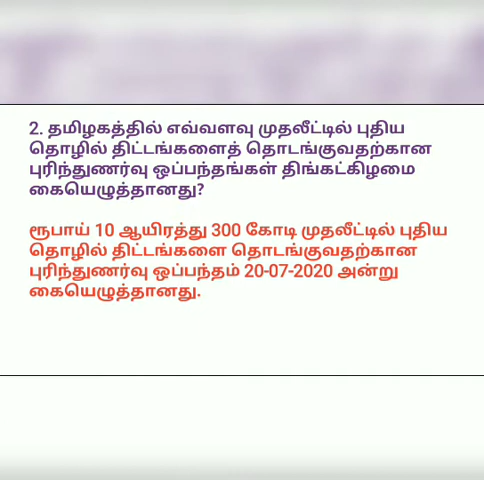 2. தமிழகத்தில் எவ்வளவு முதலீட்டில் புதிய
தொழில் திட்டங்களைத் தொடங்குவதற்கான
புரிந்துணர்வு ஒப்பந்தங்கள் திங்கட்கிழமை
கையெழுத்தானது?
ரூபாய் 10 ஆயிரத்து 300 கோடி முதலீட்டில் புதிய
தொழில் திட்டங்களை தொடங்குவதற்கான
புரிந்துணர்வு ஒப்பந்தம் 20-07-2020 அன்று
கையெழுத்தானது.